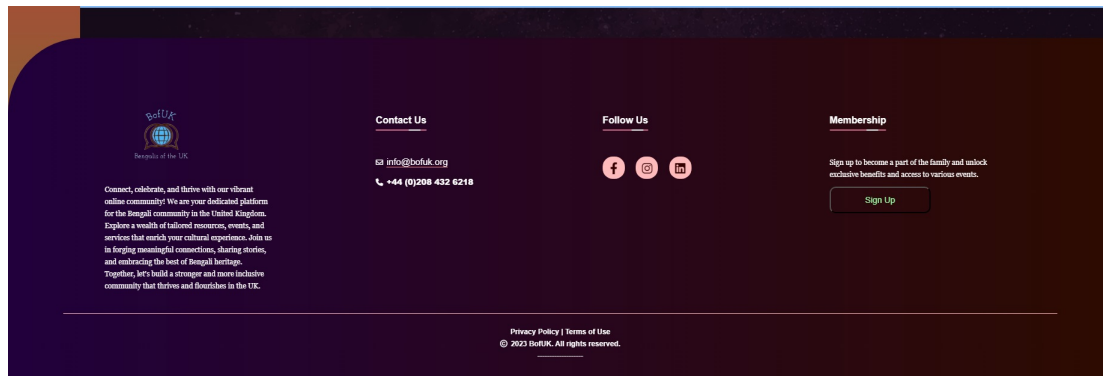 BofUK
Bengalis of the UK
Connect, celebrate, and thrive with our vibrant
online community! We are your dedicated platform
for the Bengali community in the United Kingdom.
Explore a wealth of tailored resources, events, and
services that enrich your cultural experience. Join us
in forging meaningful connections, sharing stories,
and embracing the best of Bengali heritage.
Together, let's build a stronger and more inclusive
community that thrives and flourishes in the UK.
Contact Us
info@bofuk.org
+44 (0)208 432 6218
Follow Us
Membership
Sign up to become a part of the family and unlock
exclusive benefits and access to various events.
Sign Up
Privacy Policy | Terms of Use
© 2023 BofUK. All rights reserved.